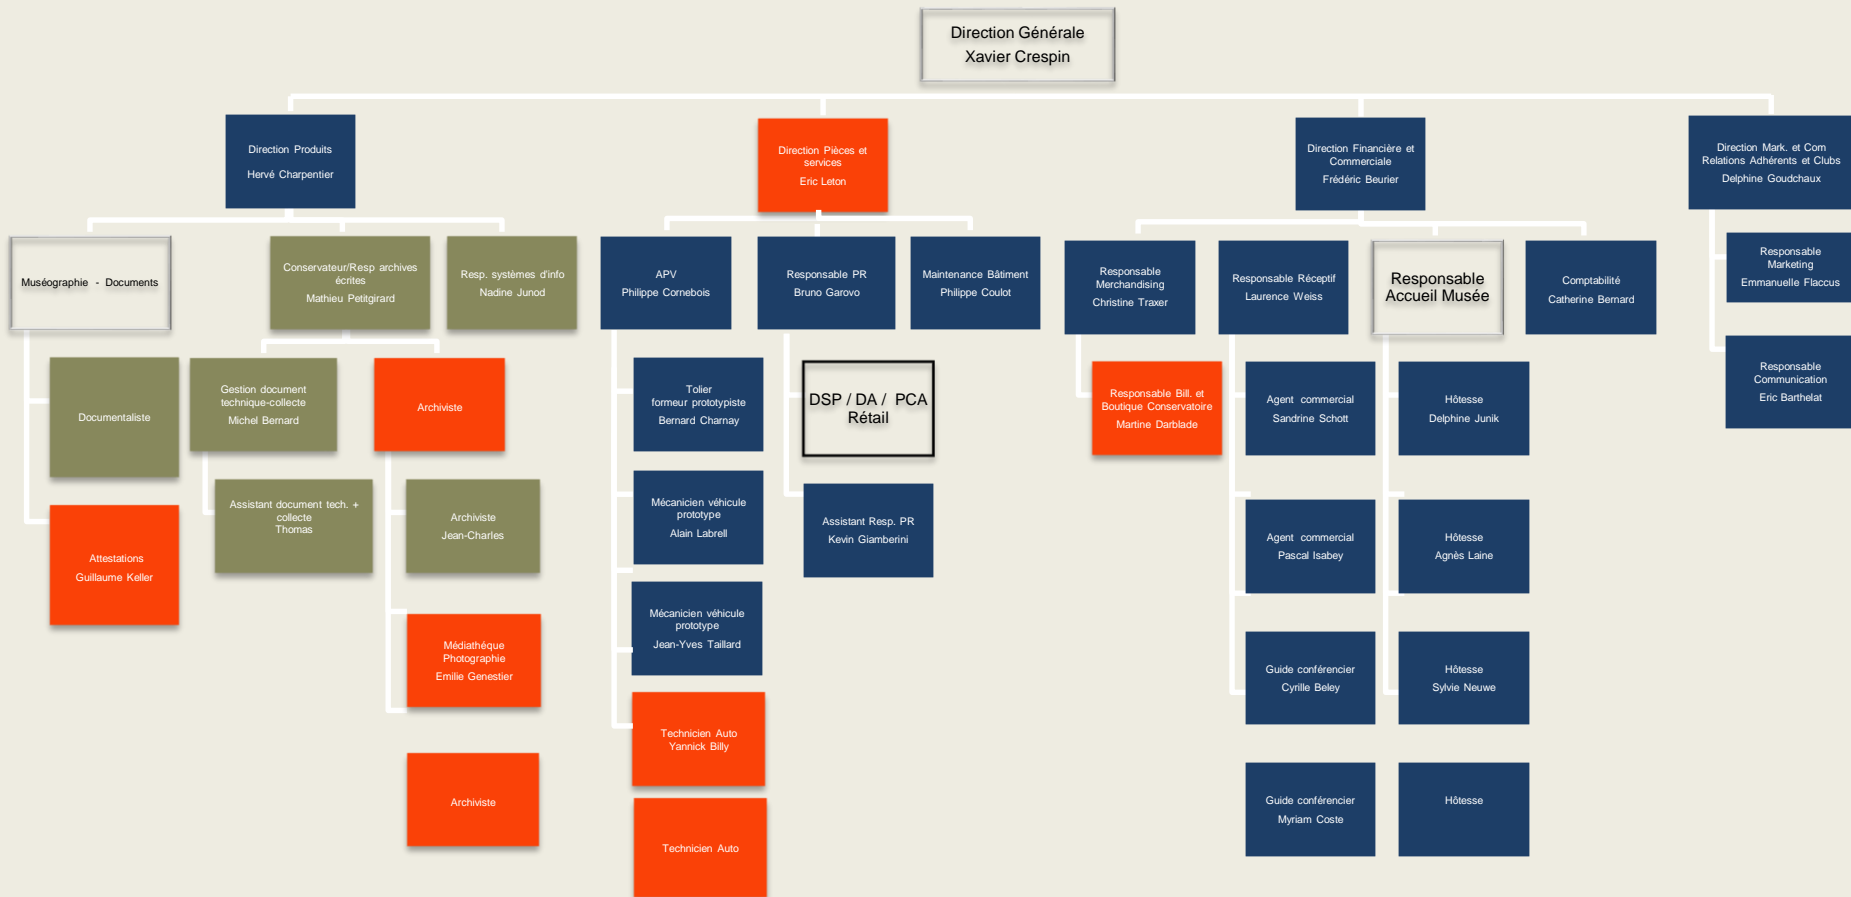 Direction Générale
Xavier Crespin
Direction Produits
Hervé Charpentier
Direction Pièces et
services
Eric Leton
Direction Financière et
Commerciale
Frédéric Beurier
Direction Mark. et Com
Relations Adhérents et Clubs
Delphine Goudchaux
Muséographie - Documents
Conservateur/Resp archives
écrites
Mathieu Petitgirard
Resp. systèmes d'info
Nadine Junod
APV
Philippe Cornebois
Responsable PR
Bruno Garovo
Maintenance Bâtiment
Philippe Coulot
Responsable
Merchandising
Christine Traxer
Responsable Réceptif
Laurence Weiss
Responsable
Accueil Musée
Comptabilité
Catherine Bernard
Responsable
Marketing
Emmanuelle Flaccus
Documentaliste
Gestion document
technique-collecte
Michel Bernard
Archiviste
Tolier
formeur prototypiste
Bernard Charnay
DSP / DA / PCA
Rétail
Responsable Bill. et
Boutique Conservatoire
Martine Darblade
Agent commercial
Sandrine Schott
Hôtesse
Delphine Junik
Responsable
Communication
Eric Barthelat
Attestations
Guillaume Keller
Assistant document tech. +
collecte
Thomas
Archiviste
Jean-Charles
Mécanicien véhicule
prototype
Alain Labrell
Assistant Resp. PR
Kevin Giamberini
Agent commercial
Pascal Isabey
Hôtesse
Agnès Laine
Médiathéque
Photographie
Emilie Genestier
Mécanicien véhicule
prototype
Jean-Yves Taillard
Guide conférencier
Cyrille Beley
Hôtesse
Sylvie Neuwe
Archiviste
Technicien Auto
Yannick Billy
Guide conférencier
Myriam Coste
Hôtesse
Technicien Auto